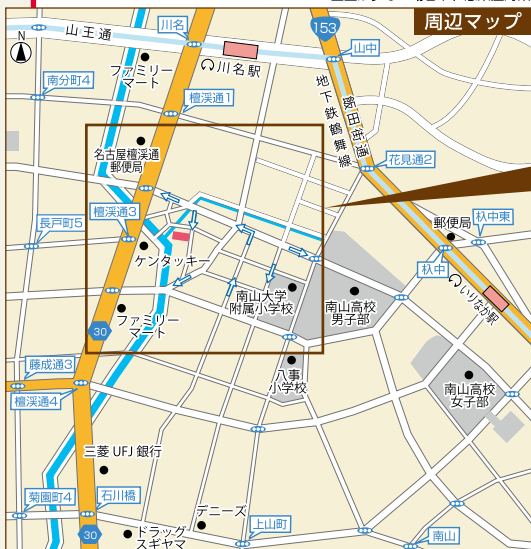 周辺マップ
N
山王通
川名
153
山中
ファミリー
マート
川名駅
南分町4
檀渓通1
地下鉄鶴舞線
飯田街道
名古屋檀渓通
郵便局
花見通2
長戸町5
檀渓通3
郵便局
杁中東
ケンタッキー
杁中
いりなか駅
南山大学
附属小学校
南山高校
男子部
ファミリー
マート
30
藤成通3
八事
小学校
南山高校
女子部
檀渓通4
三菱UFJ銀行
菊園町4
石川橋
デニーズ
30
ドラッグ
スギヤマ
上山町
南山